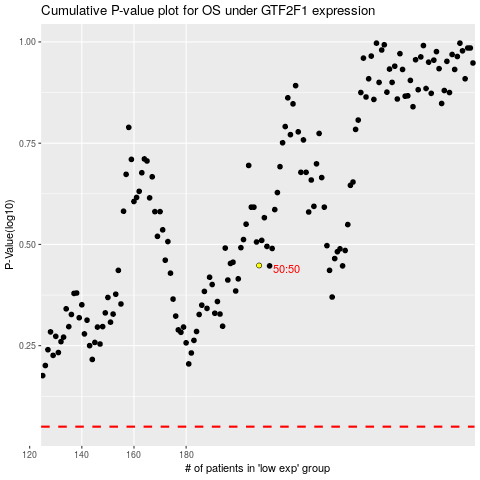 Cumulative P-value plot for OS under GTF2F1 expression
1.00
0.75
0.50
0.25
P-Value(log10)
50:50
120 140 160 180
# of patients in 'low exp' group